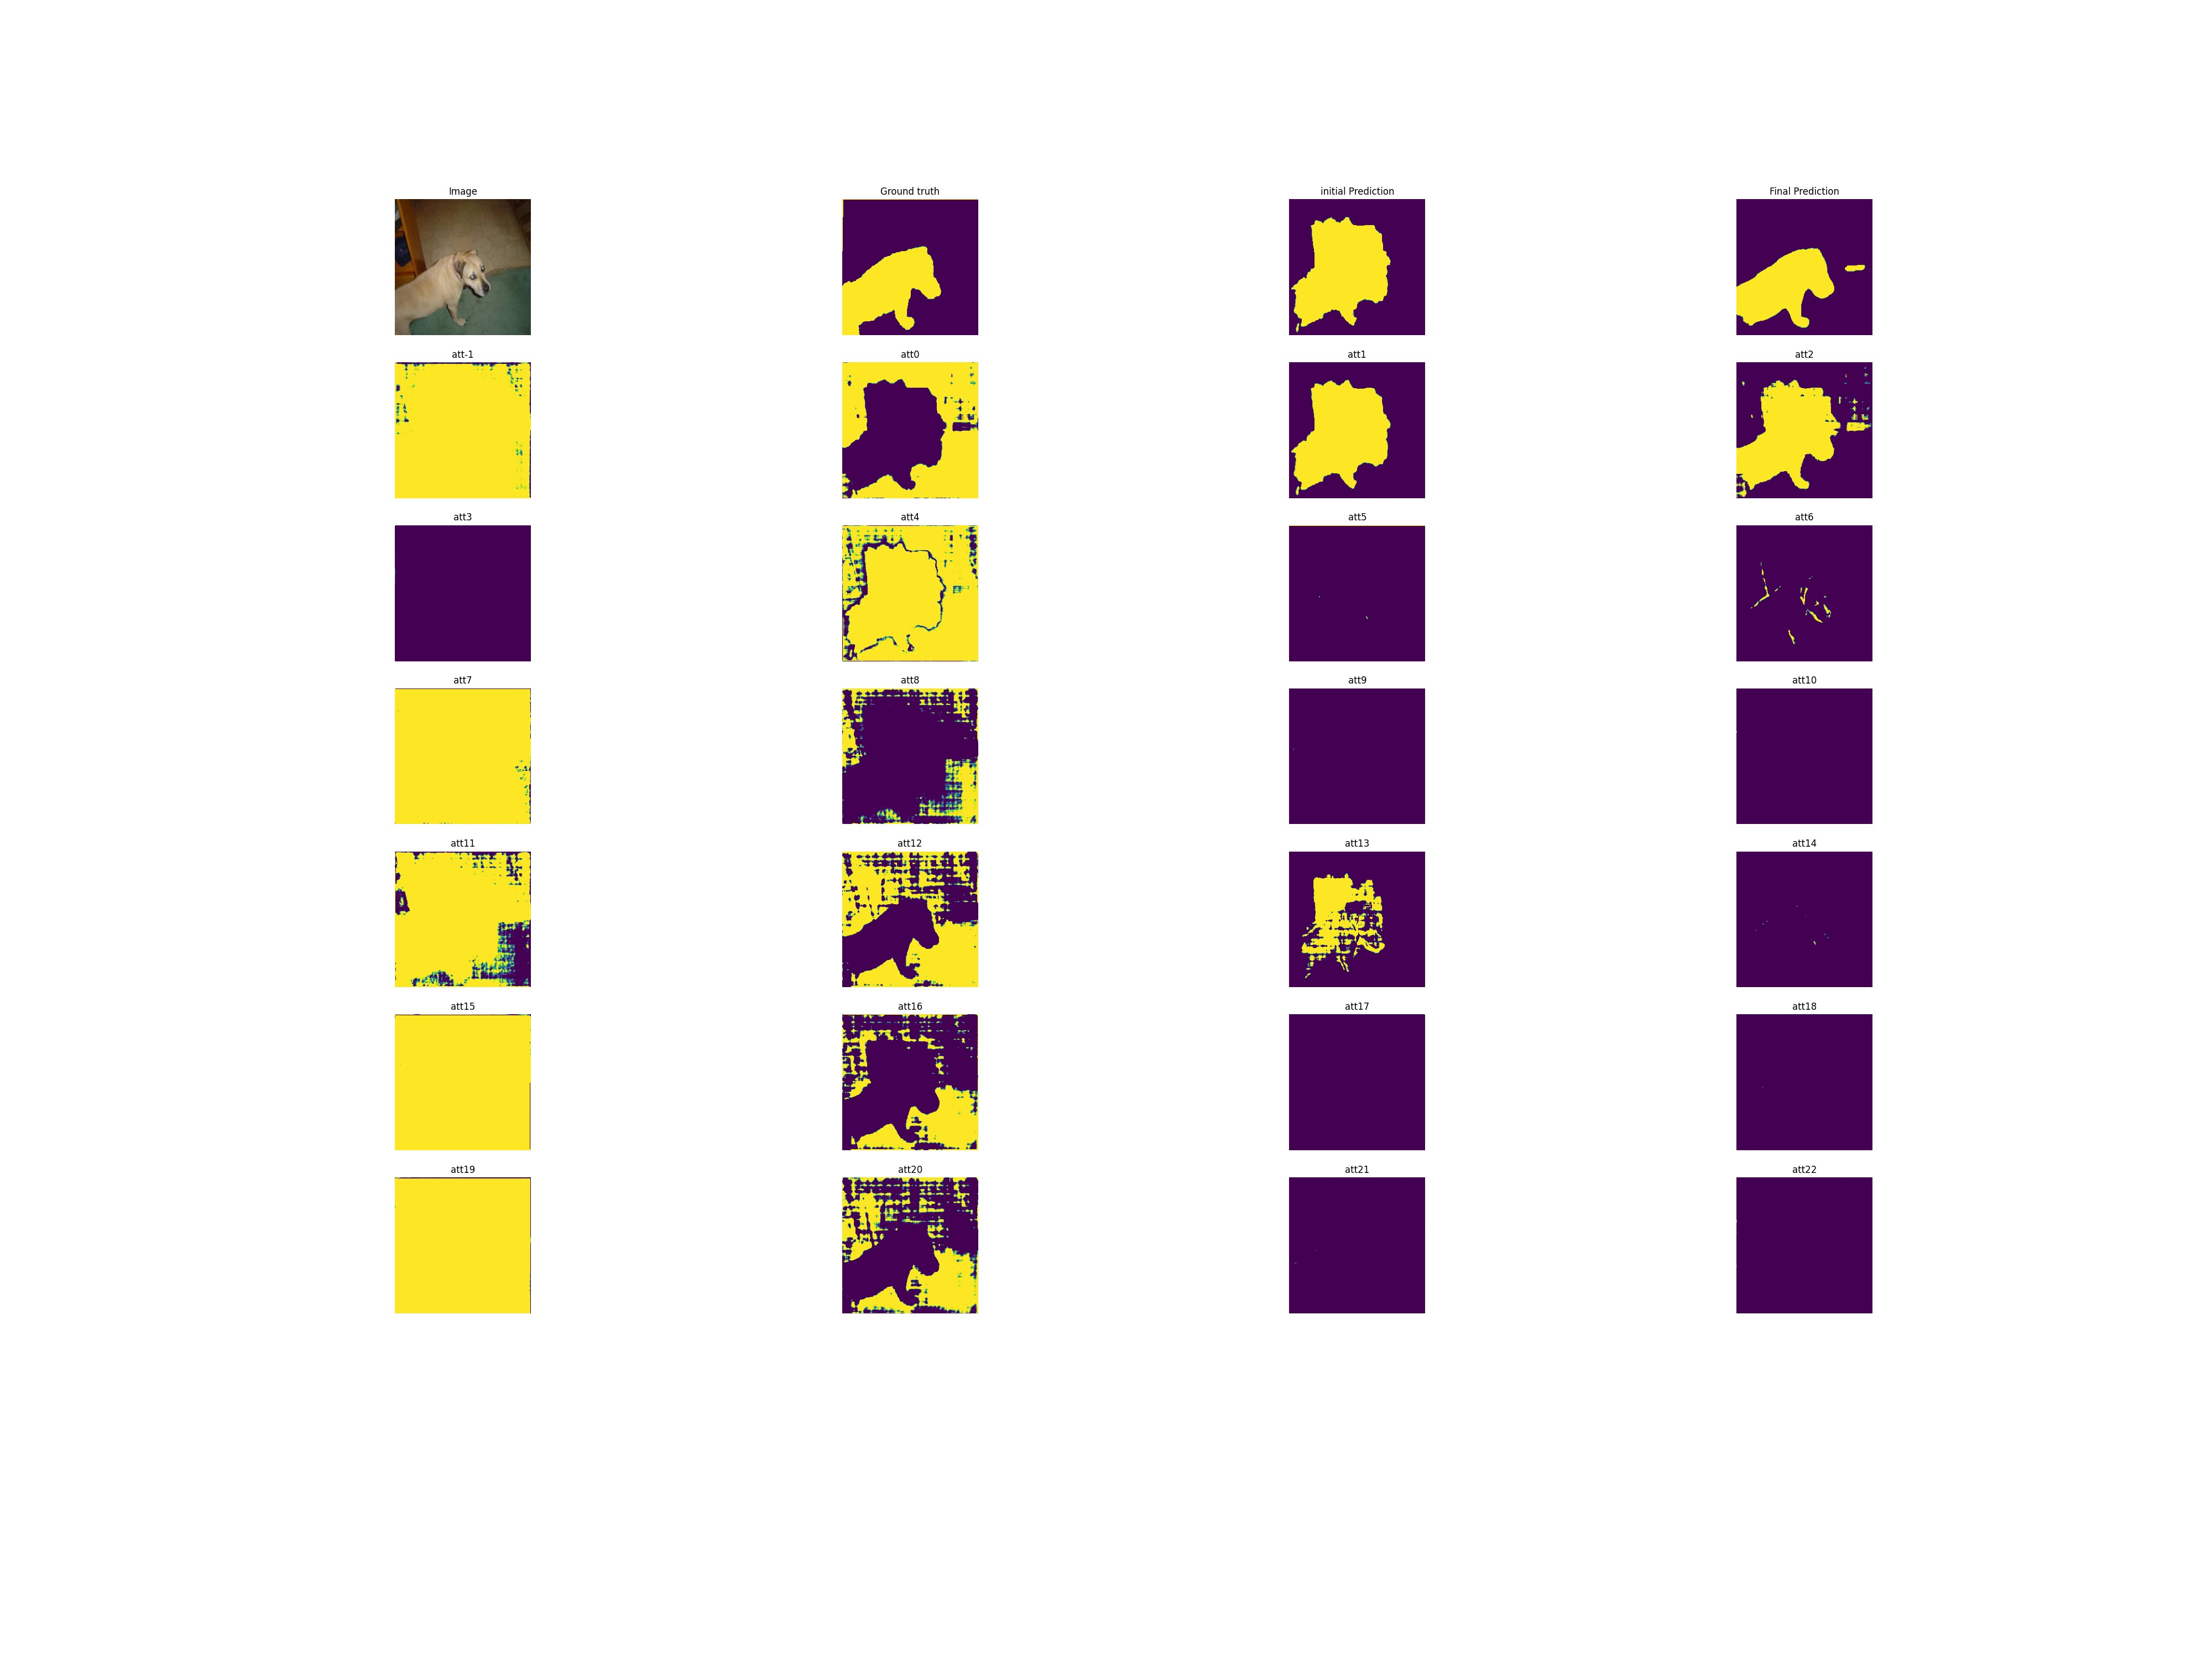 Image
Ground truth
initial Prediction
Final Prediction
att-1
att0
att1
att2
att3
att4
att5
att6
att7
att8
att9
att10
att11
att12
att13
att14
att15
att16
att17
att18
att19
att20
att21
att22